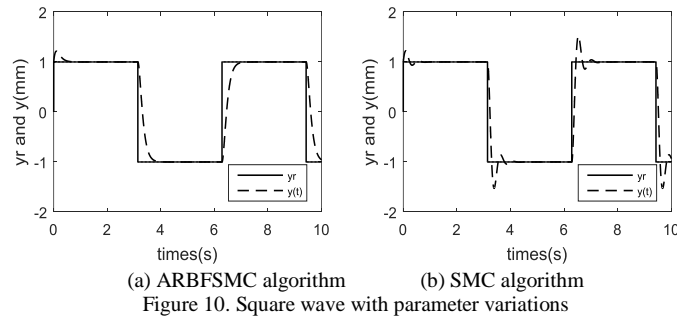 2
1
0
-1
-2
yr and y(mm)
0 2 4 6 8 10
times(s)
yr
y(t)
2
1
0
-1
-2
yr and y(mm)
0 2 4 6 8 10
times(s)
yr
y(t)
(a) ARBFSMC algorithm (b) SMC algorithm
Figure 10. Square wave with parameter variations